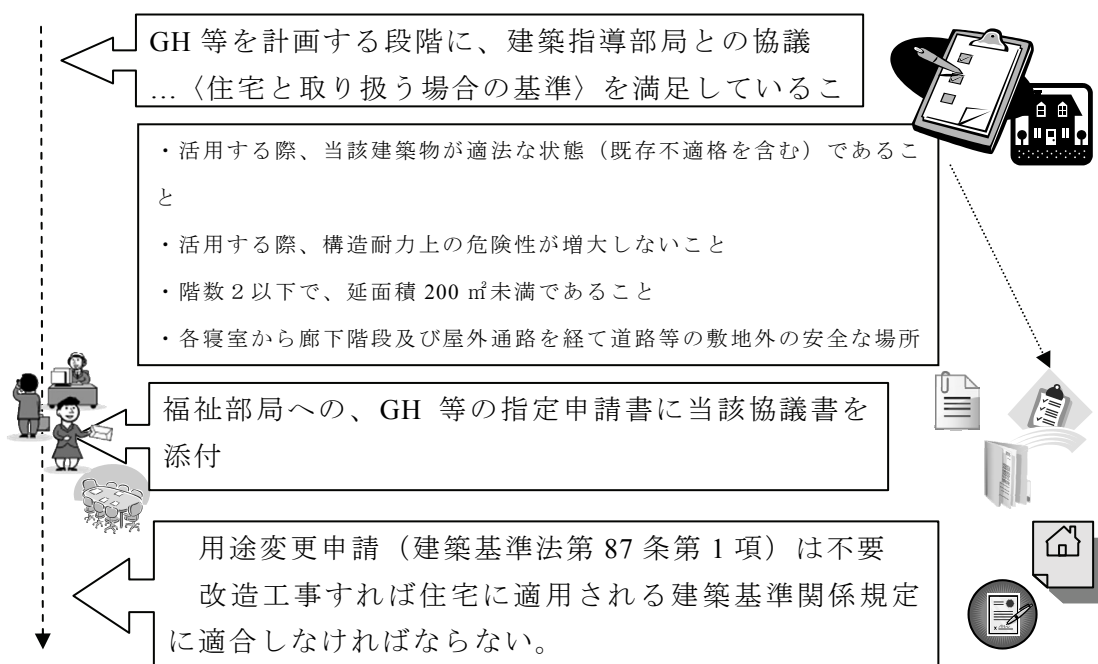 GH 等を計画する段階に、建築指導部局との協議
…〈住宅と取り扱う場合の基準〉を満足しているこ
・活用する際、当該建築物が適法な状態（既存不適格を含む）であるこ
と
・活用する際、構造耐力上の危険性が増大しないこと
・階数２以下で、延面積 200 ㎡未満であること
・各寝室から廊下階段及び屋外通路を経て道路等の敷地外の安全な場所
福祉部局への、GH 等の指定申請書に当該協議書を
添付
用途変更申請（建築基準法第 87 条第 1 項）は不要
改造工事すれば住宅に適用される建築基準関係規定
に適合しなければならない。